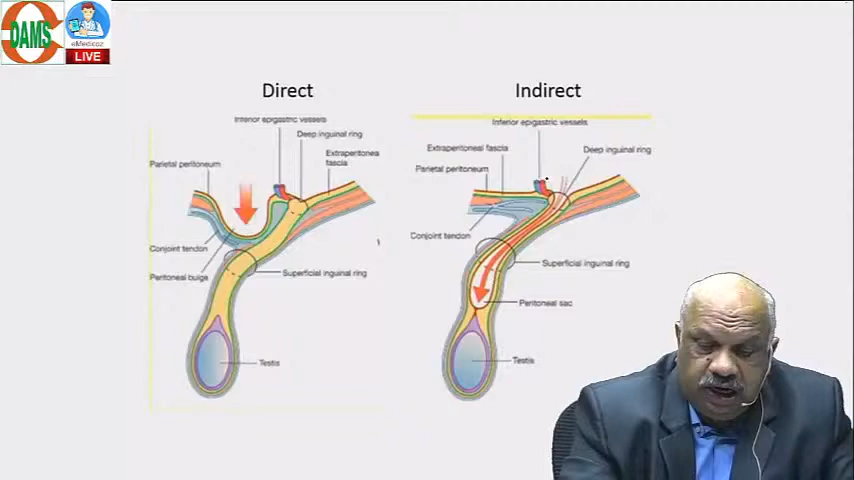 DAMS
eMedicoz
LIVE
Direct
Inferior epigastric vessels
Deep inguinal ring
Extraperitonea
fascia
Parietal peritoneum
Conjoint tendon
Peritoneal bulge
Superficial inguinal ring
Testis
Indirect
Inferior epigastric vessels
Extraperitoneal fascia
Deep inguinal ring
Parietal peritoneum
Conjoint tendon
Superficial inguinal ring
Peritoneal sac
Testis